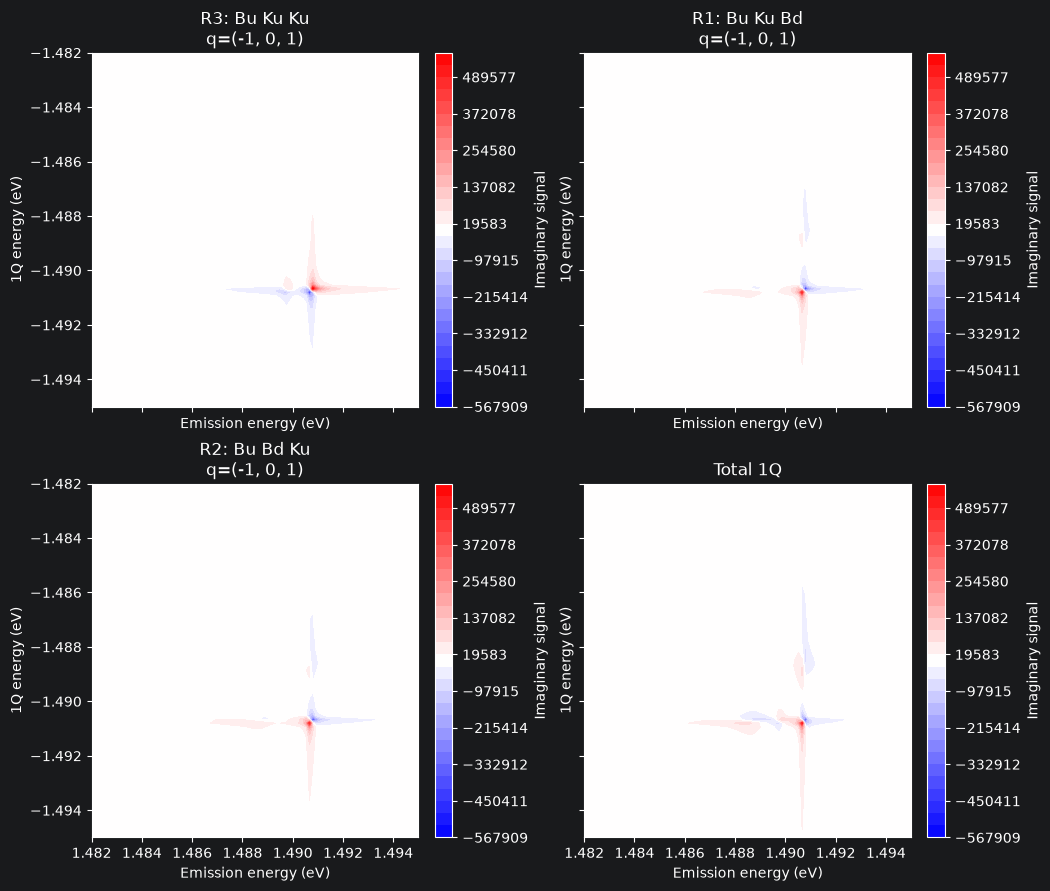 R3: Bu Ku Ku
q=(-1, 0, 1)
−1.482
−1.484
−1.486
−1.488
−1.490
−1.492
−1.494
1Q energy (eV)
Emission energy (eV)
489577
372078
254580
137082
19583
−97915
−215414
−332912
−450411
−567909
Imaginary signal
R1: Bu Ku Bd
q=(-1, 0, 1)
1Q energy (eV)
Emission energy (eV)
489577
372078
254580
137082
19583
−97915
−215414
−332912
−450411
−567909
Imaginary signal
R2: Bu Bd Ku
q=(-1, 0, 1)
−1.482
−1.484
−1.486
−1.488
−1.490
−1.492
−1.494
1Q energy (eV)
1.482 1.484 1.486 1.488 1.490 1.492 1.494
Emission energy (eV)
489577
372078
254580
137082
19583
−97915
−215414
−332912
−450411
−567909
Imaginary signal
Total 1Q
1Q energy (eV)
1.482 1.484 1.486 1.488 1.490 1.492 1.494
Emission energy (eV)
489577
372078
254580
137082
19583
−97915
−215414
−332912
−450411
−567909
Imaginary signal